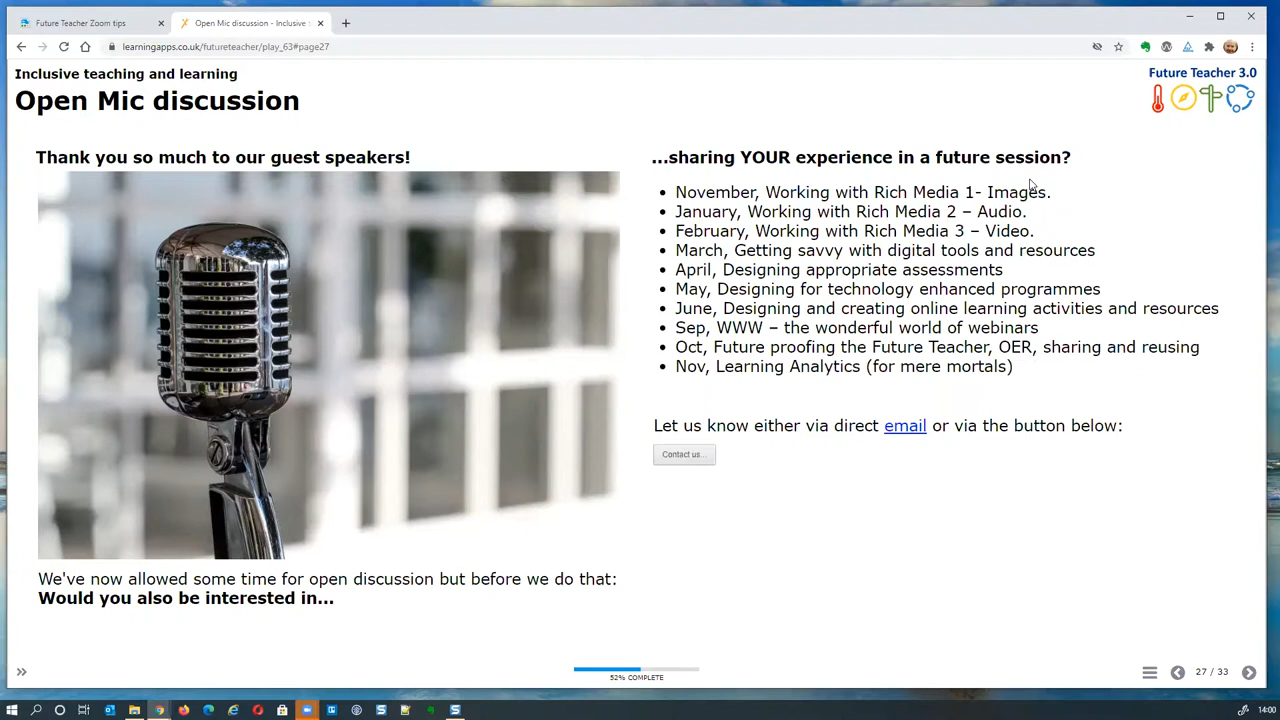 Future Teacher Zoom tips
Open Mic discussion - Inclusive
learningapps.co.uk/futureteacher/play_63#page27
Inclusive teaching and learning
Future Teacher 3.0
Open Mic discussion
Thank you so much to our guest speakers!
We've now allowed some time for open discussion but before we do that:
Would you also be interested in...
...sharing YOUR experience in a future session?
• November, Working with Rich Media 1- Images.
• January, Working with Rich Media 2 – Audio.
• February, Working with Rich Media 3 – Video.
• March, Getting savvy with digital tools and resources
• April, Designing appropriate assessments
• May, Designing for technology enhanced programmes
• June, Designing and creating online learning activities and resources
• Sep, WWW – the wonderful world of webinars
• Oct, Future proofing the Future Teacher, OER, sharing and reusing
• Nov, Learning Analytics (for mere mortals)
Let us know either via direct email or via the button below:
Contact us...
52% COMPLETE
27 / 33
14:00